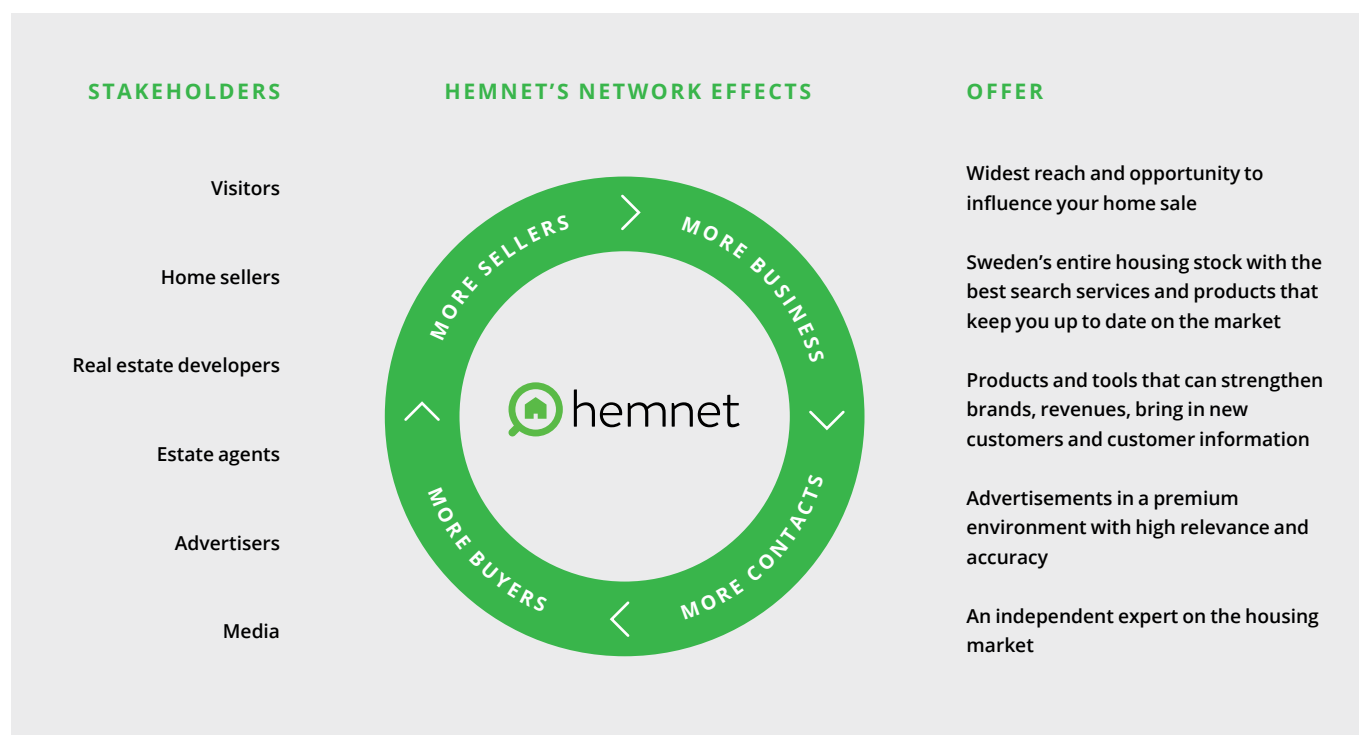 STAKEHOLDERS
Visitors
Home sellers
Real estate developers
Estate agents
Advertisers
Media
HEMNET’S NETWORK EFFECTS
MORE SELLERS
MORE BUSINESS
MORE CONTACTS
MORE BUYERS
hemnet
OFFER
Widest reach and opportunity to
influence your home sale
Sweden’s entire housing stock with the
best search services and products that
keep you up to date on the market
Products and tools that can strengthen
brands, revenues, bring in new
customers and customer information
Advertisements in a premium
environment with high relevance and
accuracy
An independent expert on the housing
market